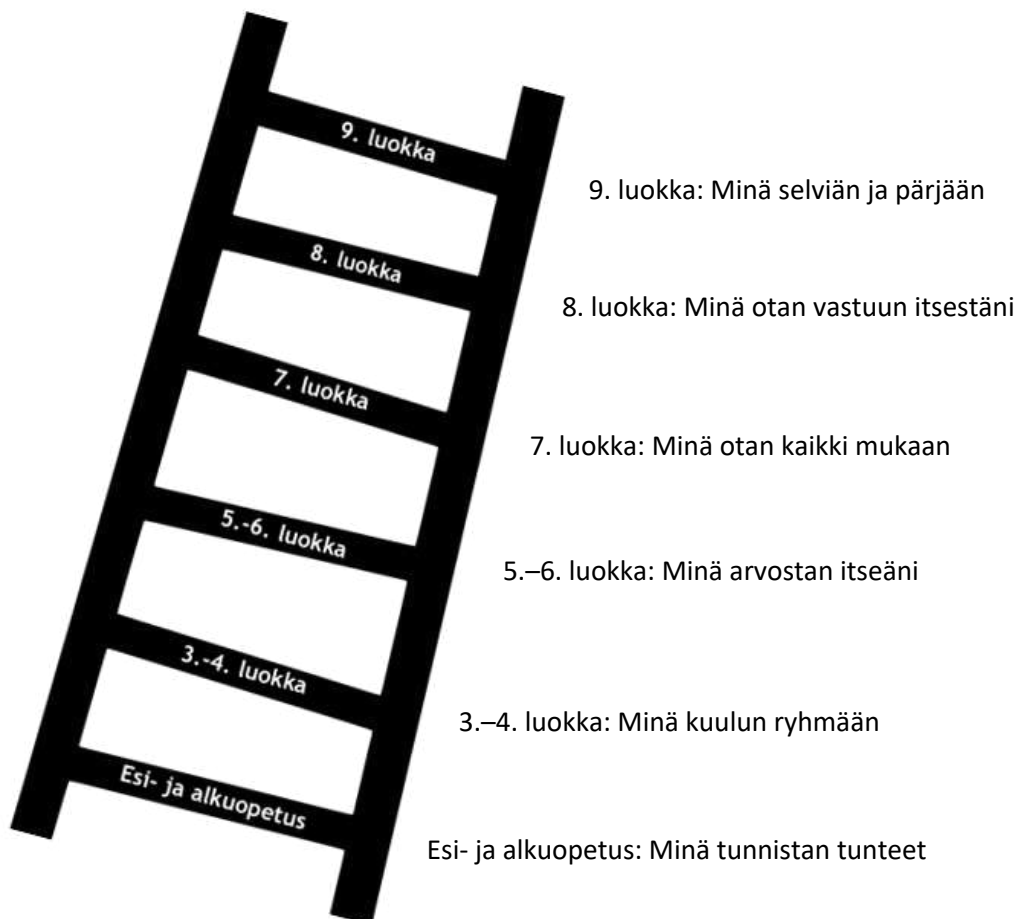 9. luokka
9. luokka: Minä selviän ja pärjään
8. luokka
8. luokka: Minä otan vastuun itsestäni
7. luokka
7. luokka: Minä otan kaikki mukaan
5.-6. luokka
5.–6. luokka: Minä arvostan itseäni
3.-4. luokka
3.–4. luokka: Minä kuulun ryhmään
Esi- ja alkuopetus
Esi- ja alkuopetus: Minä tunnistan tunteet